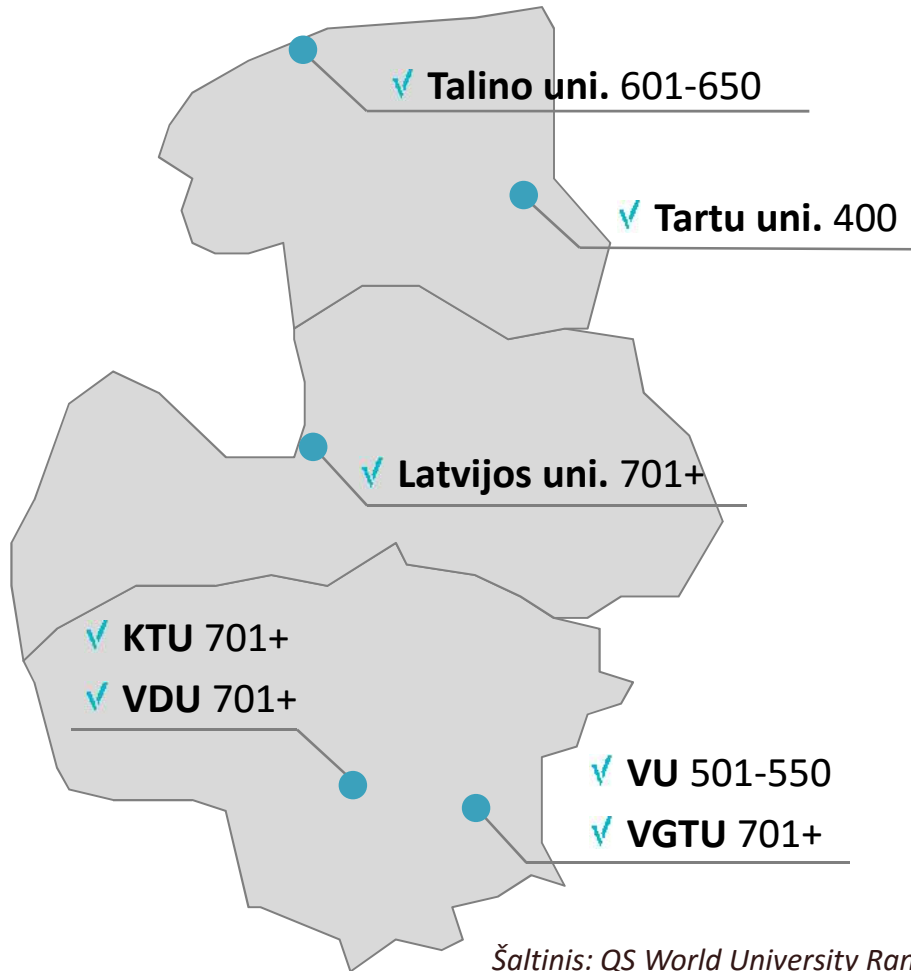 √ Talino uni. 601-650
√ Tartu uni. 400
√ Latvijos uni. 701+
√ KTU 701+
√ VDU 701+
√ VU 501-550
√ VGTU 701+
Šaltinis: QS World University